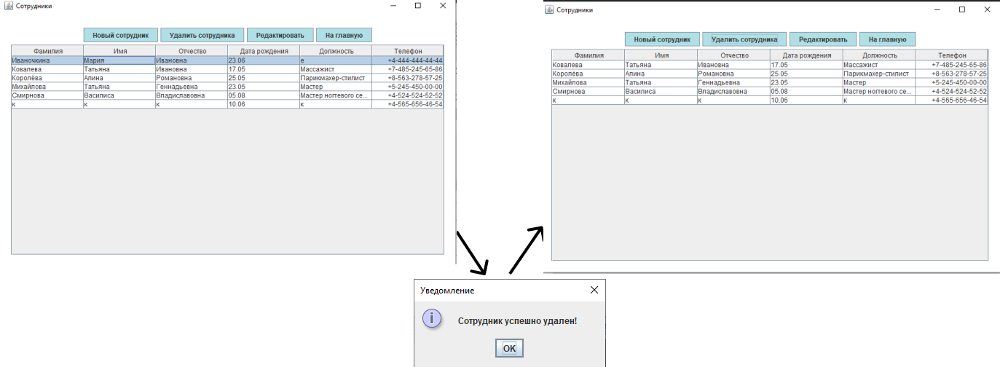 Сотрудники
Новый сотрудник Удалить сотрудника Редактировать На главную
Фамилия Имя Отчество Дата рождения Должность Телефон
Иваночкина Мария Ивановна 23.06 е +4-444-444-44-44
Ковалева Татьяна Ивановна 17.05 Массажист +7-485-245-65-86
Королёва Алина Романовна 25.05 Парикмахер-стилист +8-563-278-57-25
Михайлова Татьяна Геннадьевна 23.05 Мастер +5-245-450-00-00
Смирнова Василиса Владиславовна 05.08 Мастер ногтевого се... +4-524-524-52-52
к к к 10.06 к +4-565-656-46-54
Уведомление
Сотрудник успешно удален!
OK
Сотрудники
Новый сотрудник Удалить сотрудника Редактировать На главную
Фамилия Имя Отчество Дата рождения Должность Телефон
Ковалева Татьяна Ивановна 17.05 Массажист +7-485-245-65-86
Королёва Алина Романовна 25.05 Парикмахер-стилист +8-563-278-57-25
Михайлова Татьяна Геннадьевна 23.05 Мастер +5-245-450-00-00
Смирнова Василиса Владиславовна 05.08 Мастер ногтевого се... +4-524-524-52-52
к к к 10.06 к +4-565-656-46-54